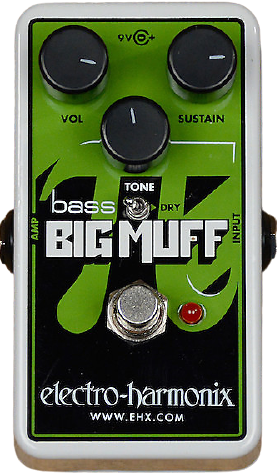 9V +
VOL
SUSTAIN
TONE
bass
DRY
AMP
BIG MUFF
INPUT
electro-harmonix
WWW.EHX.COM